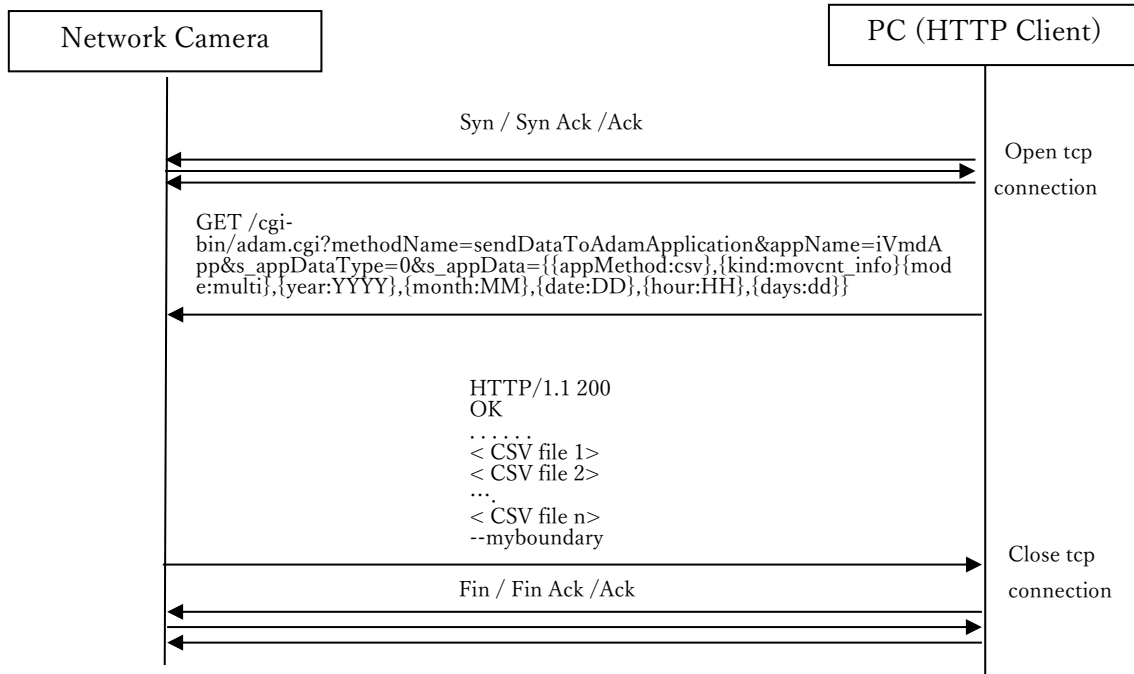 Network Camera
PC (HTTP Client)
Syn / Syn Ack /Ack
Open tcp
connection
GET /cgi-
bin/adam.cgi?methodName=sendDataToAdamApplication&appName=iVmdA
pp&s_appDataType=0&s_appData={{appMethod:csv},{kind:movcnt_info}{mod
e:multi},{year:YYYY},{month:MM},{date:DD},{hour:HH},{days:dd}}
HTTP/1.1 200
OK
. . . . . .
< CSV file 1>
< CSV file 2>
….
< CSV file n>
--myboundary
Close tcp
connection
Fin / Fin Ack /Ack